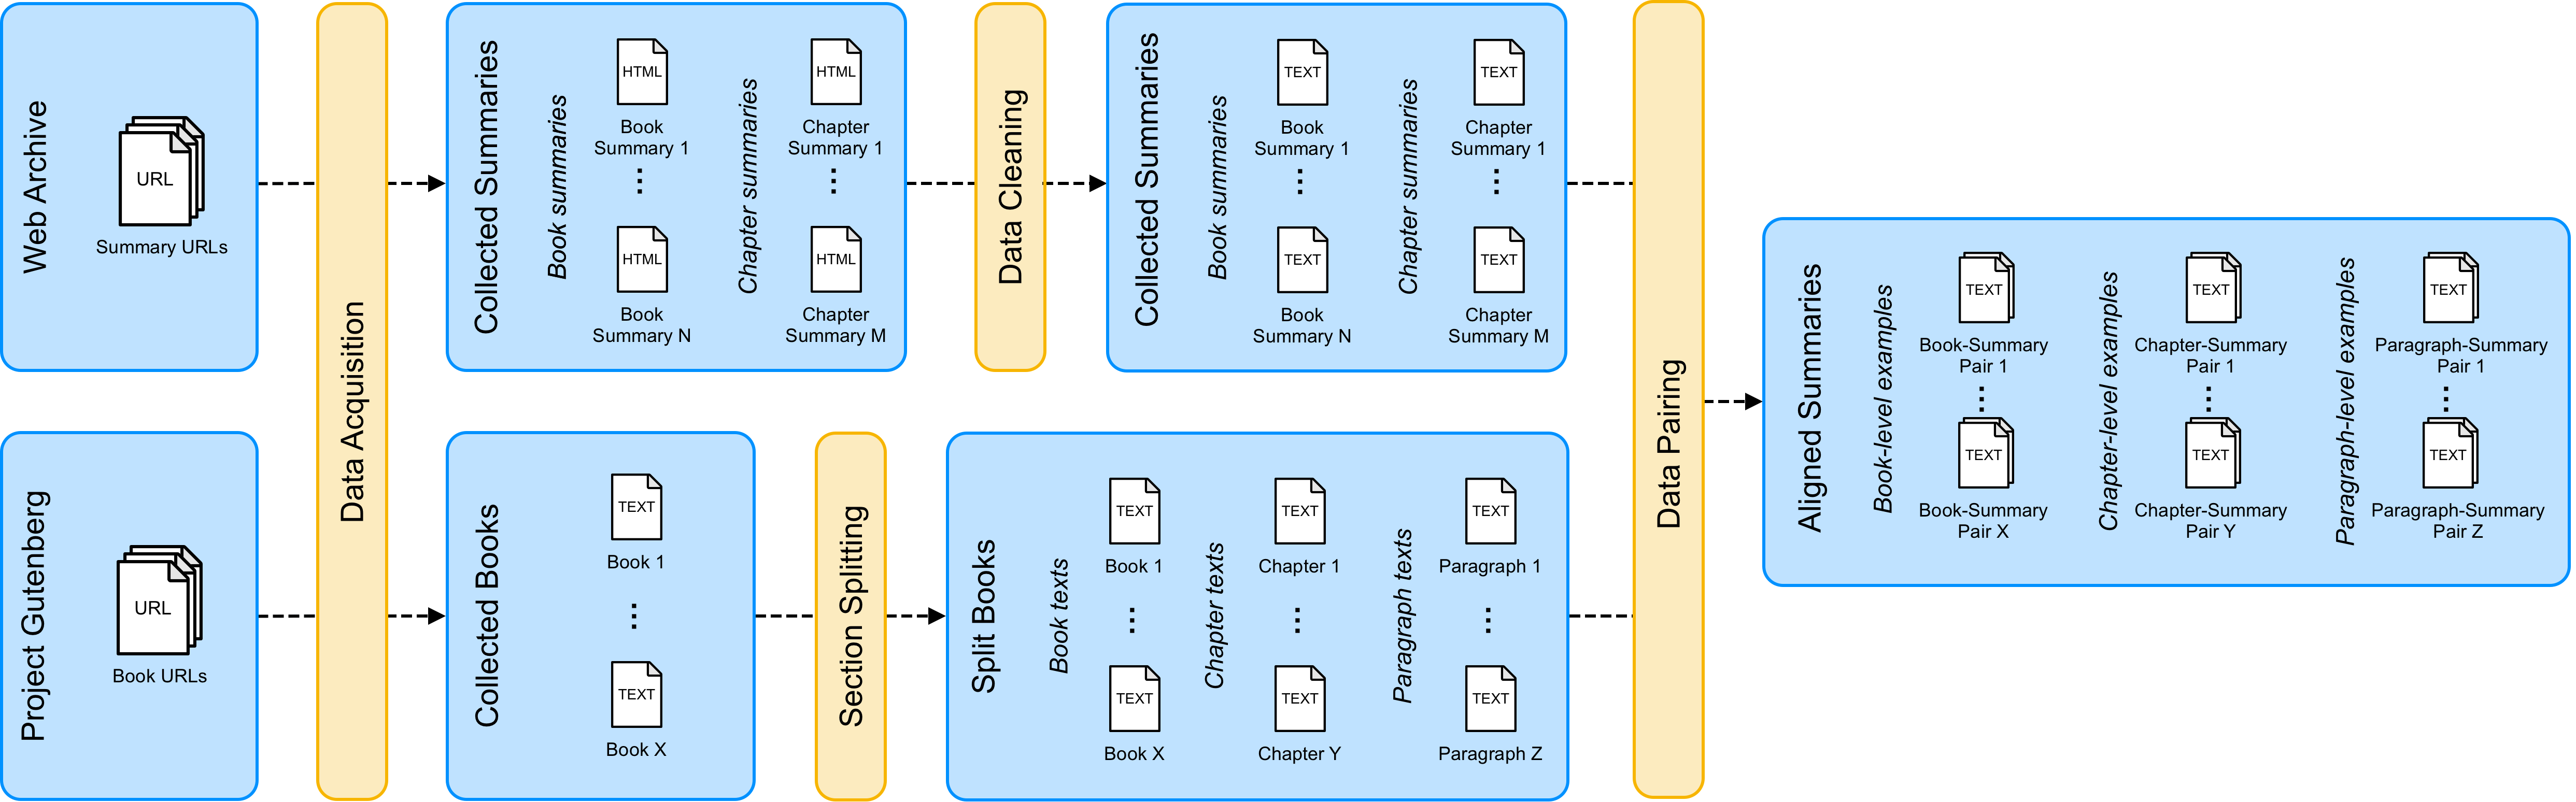 Web Archive
URL
Summary URLs
Project Gutenberg
URL
Book URLs
Data Acquisition
Collected Summaries
Book summaries
HTML
Book
Summary 1
⋮
HTML
Book
Summary N
Chapter summaries
HTML
Chapter
Summary 1
⋮
HTML
Chapter
Summary M
Data Cleaning
Collected Summaries
Book summaries
TEXT
Book
Summary 1
⋮
TEXT
Book
Summary N
Chapter summaries
TEXT
Chapter
Summary 1
⋮
TEXT
Chapter
Summary M
Collected Books
TEXT
Book 1
⋮
TEXT
Book X
Section Splitting
Split Books
Book texts
TEXT
Book 1
⋮
TEXT
Book X
Chapter texts
TEXT
Chapter 1
⋮
TEXT
Chapter Y
Paragraph texts
TEXT
Paragraph 1
⋮
TEXT
Paragraph Z
Data Pairing
Aligned Summaries
Book-level examples
TEXT
Book-Summary
Pair 1
⋮
TEXT
Book-Summary
Pair X
Chapter-level examples
TEXT
Chapter-Summary
Pair 1
⋮
TEXT
Chapter-Summary
Pair Y
Paragraph-level examples
TEXT
Paragraph-Summary
Pair 1
⋮
TEXT
Paragraph-Summary
Pair Z